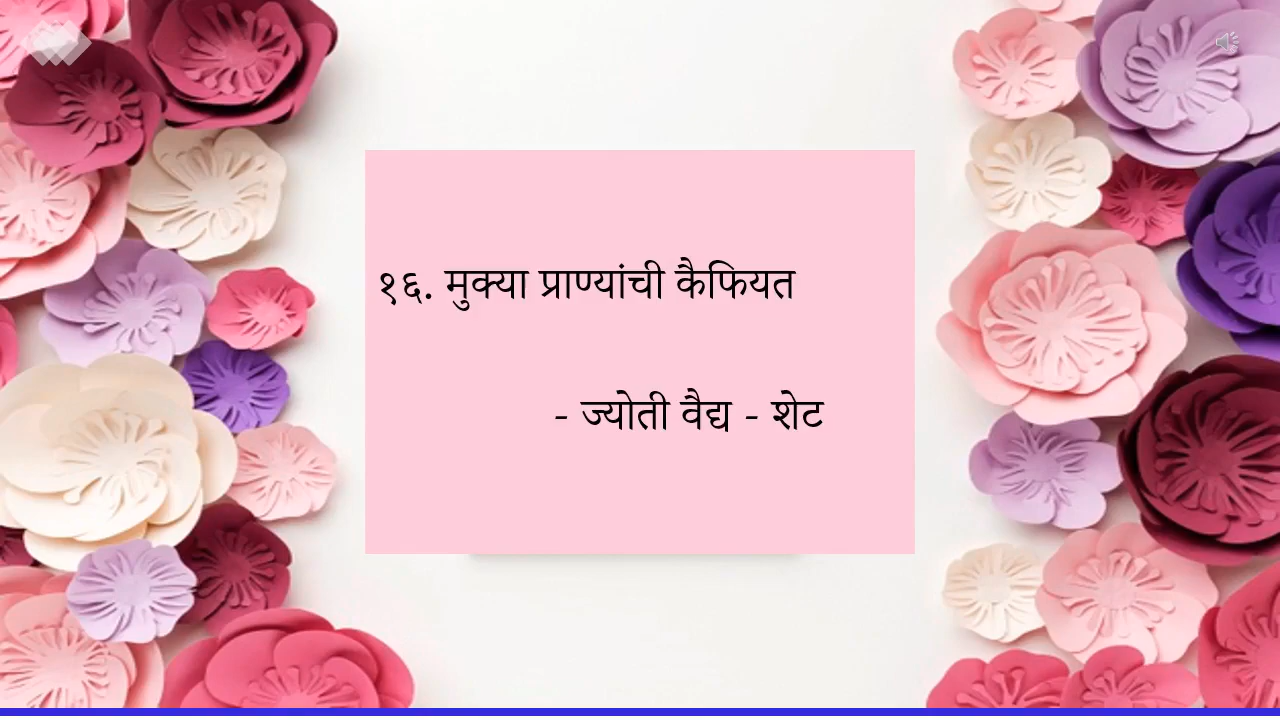 १६. मुक्या प्राण्यांची कैफियत
- ज्योती वैद्य - शेटे